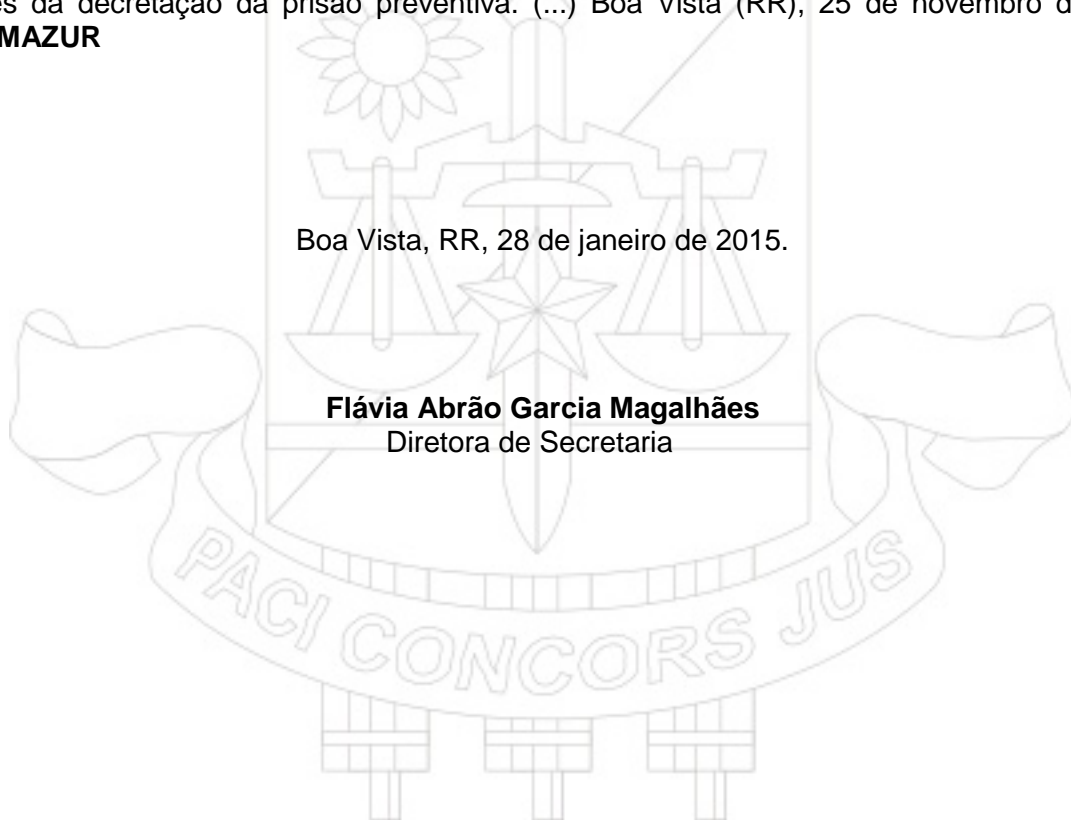 da decretação da prisão preventiva. (...) Boa Vista (RR), 25 de novembro
MAZUR
Boa Vista, RR, 28 de janeiro de 2015.
Flávia Abrão Garcia Magalhães
Diretora de Secretaria
PACI CONCORS JUS